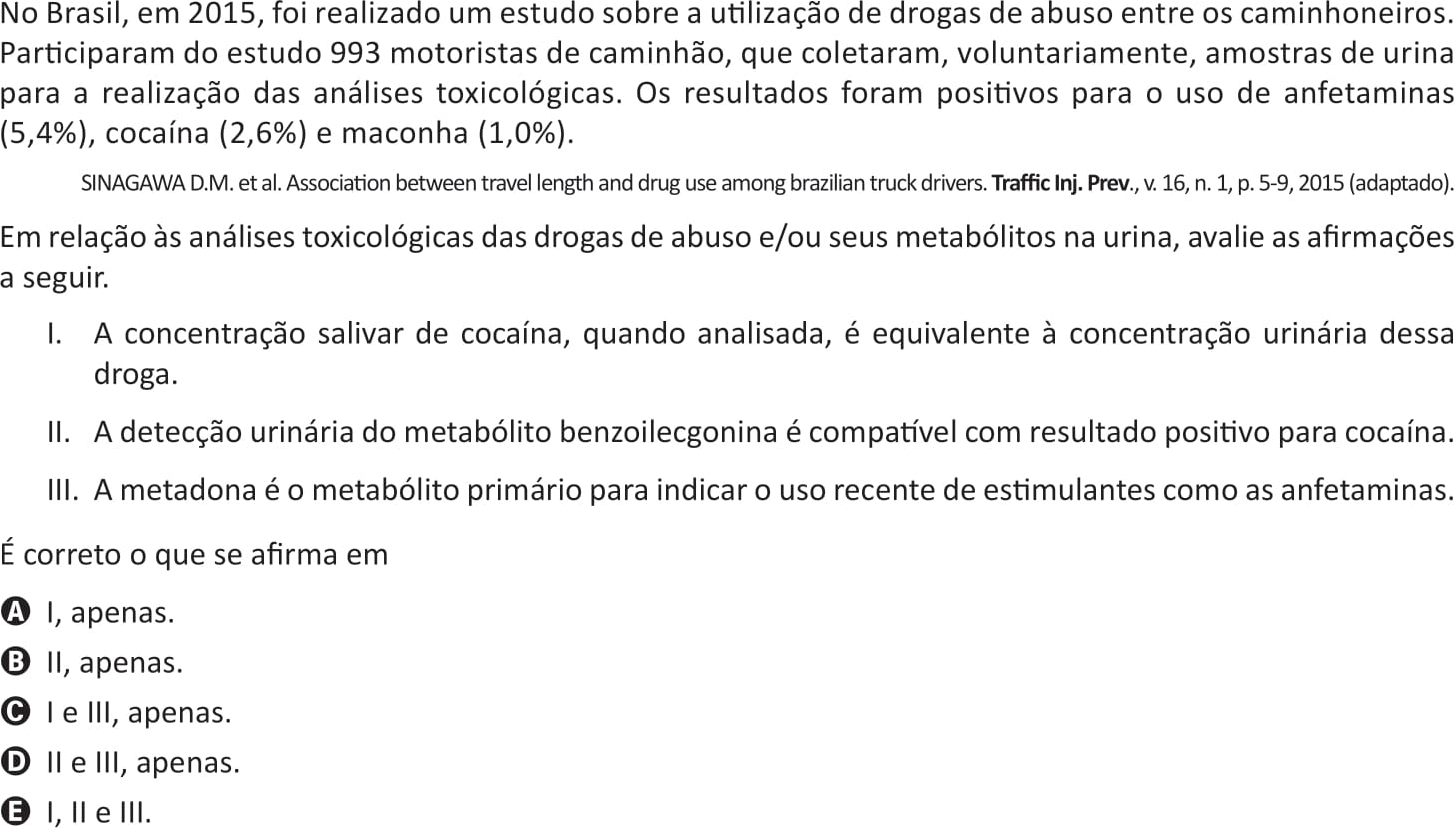 No Brasil, em 2015, foi realizado um estudo sobre a utilização de drogas de abuso entre os caminhoneiros.
Participaram do estudo 993 motoristas de caminhão, que coletaram, voluntariamente, amostras de urina
para a realização das análises toxicológicas. Os resultados foram positivos para o uso de anfetaminas
(5,4%), cocaína (2,6%) e maconha (1,0%).
SINAGAWA D.M. et al. Association between travel length and drug use among brazilian truck drivers. Traffic Inj. Prev., v. 16, n. 1, p. 5-9, 2015 (adaptado).
Em relação às análises toxicológicas das drogas de abuso e/ou seus metabólitos na urina, avalie as afirmações
a seguir.
I. A concentração salivar de cocaína, quando analisada, é equivalente à concentração urinária dessa
droga.
II. A detecção urinária do metabólito benzoilecgonina é compatível com resultado positivo para cocaína.
III. A metadona é o metabólito primário para indicar o uso recente de estimulantes como as anfetaminas.
É correto o que se afirma em
A I, apenas.
B II, apenas.
C I e III, apenas.
D II e III, apenas.
E I, II e III.